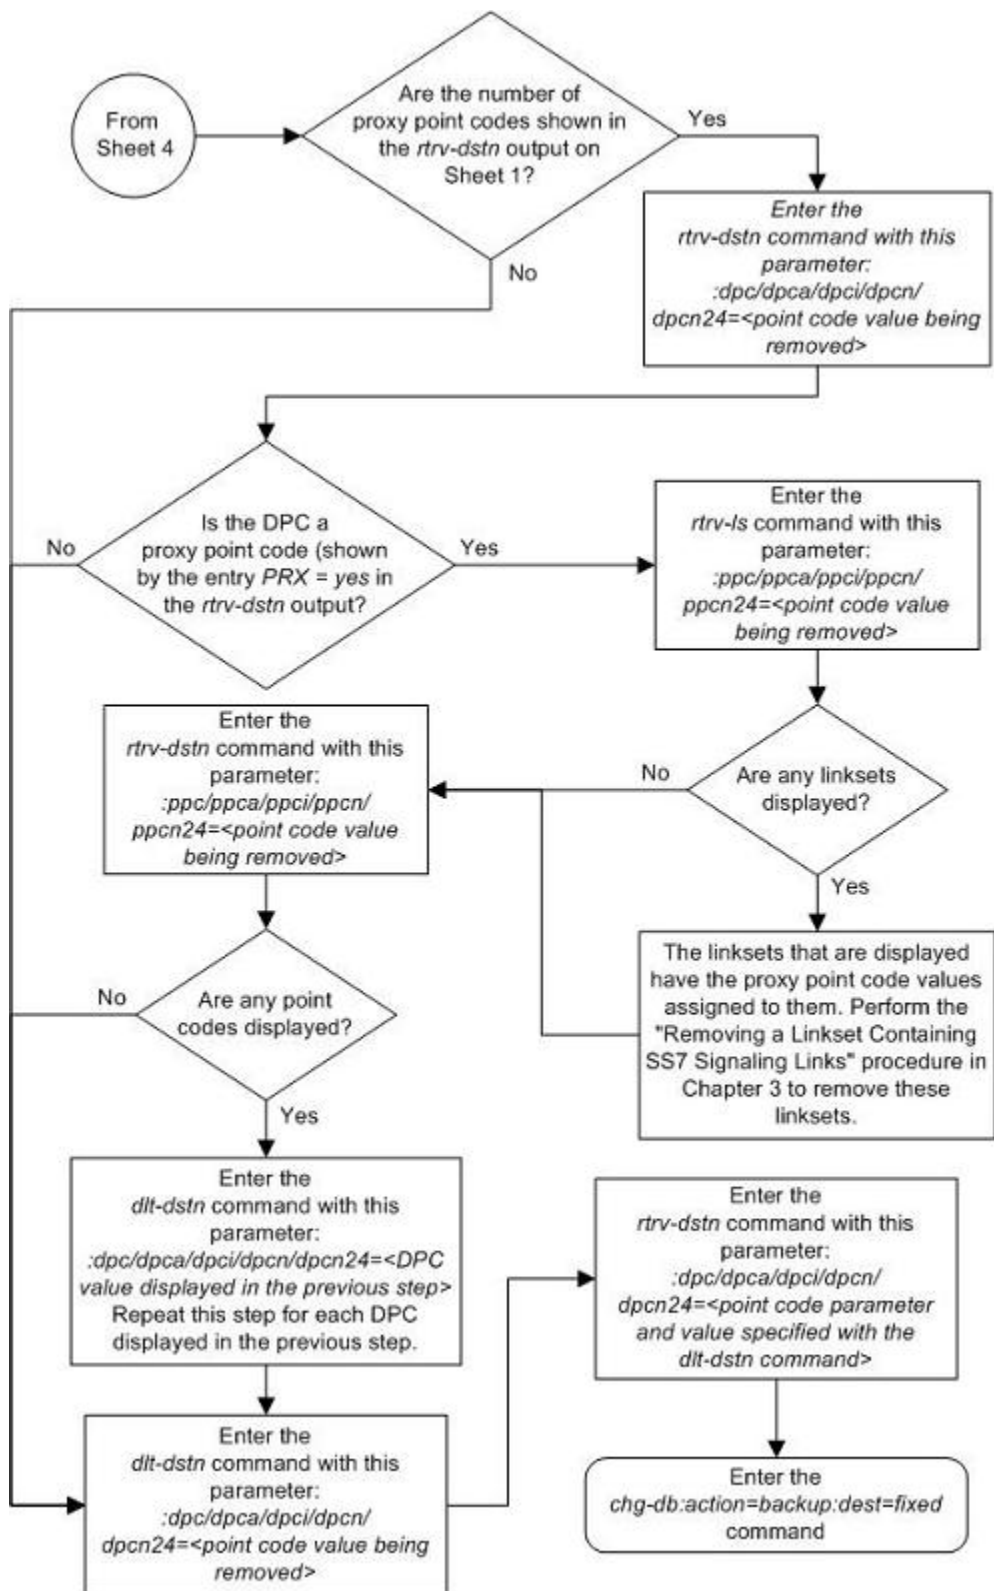 From
Sheet 4
Are the number of
proxy point codes shown in
the rtrv-dstn output on
Sheet 1?
Yes
No
Enter the
rtrv-dstn command with this
parameter:
:dpc/dpca/dpci/dpcn/
dpcn24=<point code value being
removed>
Is the DPC a
proxy point code (shown
by the entry PRX = yes in
the rtrv-dstn output?
No
Yes
Enter the
rtrv-ls command with this
parameter:
:ppc/ppca/ppci/ppcn/
ppcn24=<point code value
being removed>
Are any linksets
displayed?
No
Yes
Enter the
rtrv-dstn command with this
parameter:
:ppc/ppca/ppci/ppcn/
ppcn24=<point code value
being removed>
The linksets that are displayed
have the proxy point code values
assigned to them. Perform the
"Removing a Linkset Containing
SS7 Signaling Links" procedure in
Chapter 3 to remove these
linksets.
Are any point
codes displayed?
No
Yes
Enter the
dlt-dstn command with this
parameter:
:dpc/dpca/dpci/dpcn/dpcn24=<DPC
value displayed in the previous step>
Repeat this step for each DPC
displayed in the previous step.
Enter the
dlt-dstn command with this
parameter:
:dpc/dpca/dpci/dpcn/
dpcn24=<point code value being
removed>
Enter the
rtrv-dstn command with this
parameter:
:dpc/dpca/dpci/dpcn/
dpcn24=<point code parameter
and value specified with the
dlt-dstn command>
Enter the
chg-db:action=backup:dest=fixed
command